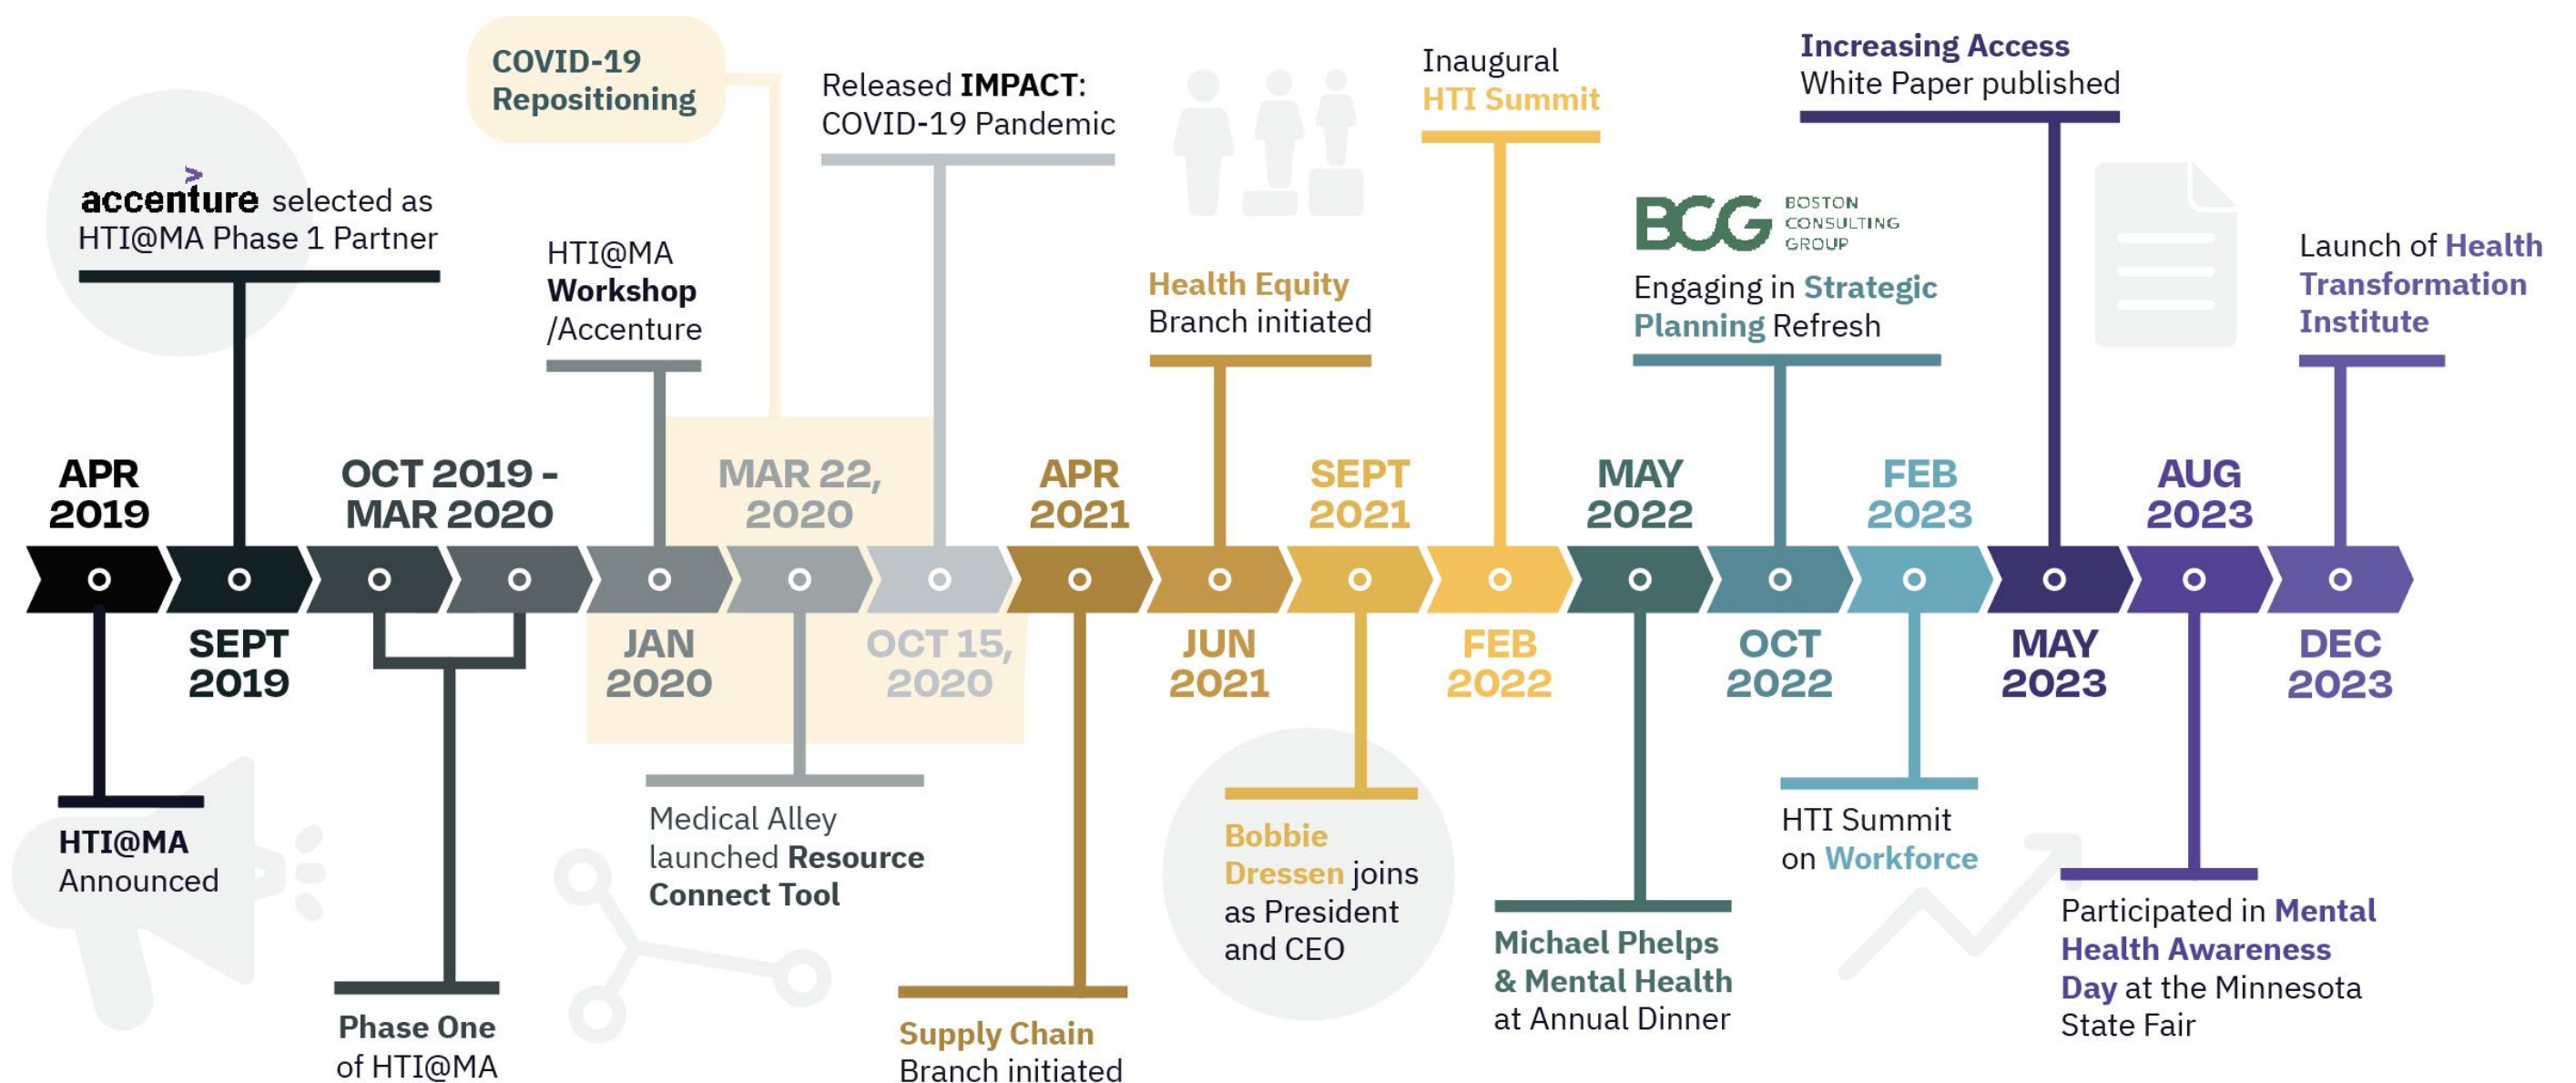 COVID-19
Repositioning
Released IMPACT:
COVID-19 Pandemic
Inaugural
HTI Summit
Increasing Access
White Paper published
accenture selected as
HTI@MA Phase 1 Partner
HTI@MA
Workshop
/Accenture
Health Equity
Branch initiated
BCG
BOSTON
CONSULTING
GROUP
Engaging in Strategic
Planning Refresh
Launch of Health
Transformation
Institute
APR
2019
OCT 2019 -
MAR 2020
MAR 22,
2020
APR
2021
SEPT
2021
MAY
2022
FEB
2023
AUG
2023
SEPT
2019
JAN
2020
OCT 15,
2020
JUN
2021
FEB
2022
OCT
2022
MAY
2023
DEC
2023
HTI@MA
Announced
Phase One
of HTI@MA
Medical Alley
launched Resource
Connect Tool
Supply Chain
Branch initiated
Bobbie
Dressen joins
as President
and CEO
Michael Phelps
& Mental Health
at Annual Dinner
HTI Summit
on Workforce
Participated in Mental
Health Awareness
Day at the Minnesota
State Fair